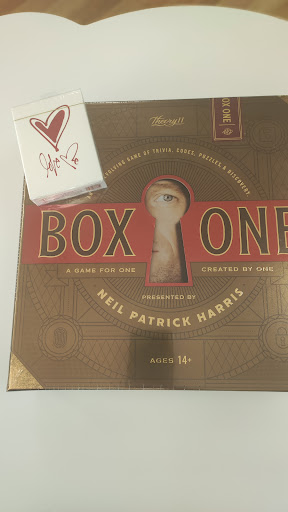 Theory11
BOX ONE
VOLVING GAME OF TRIVIA, CODES, PUZZLES, & DISCOVERY
BOX ONE
A GAME FOR ONE
CREATED BY ONE
PRESENTED BY
NEIL PATRICK HARRIS
AGES 14+